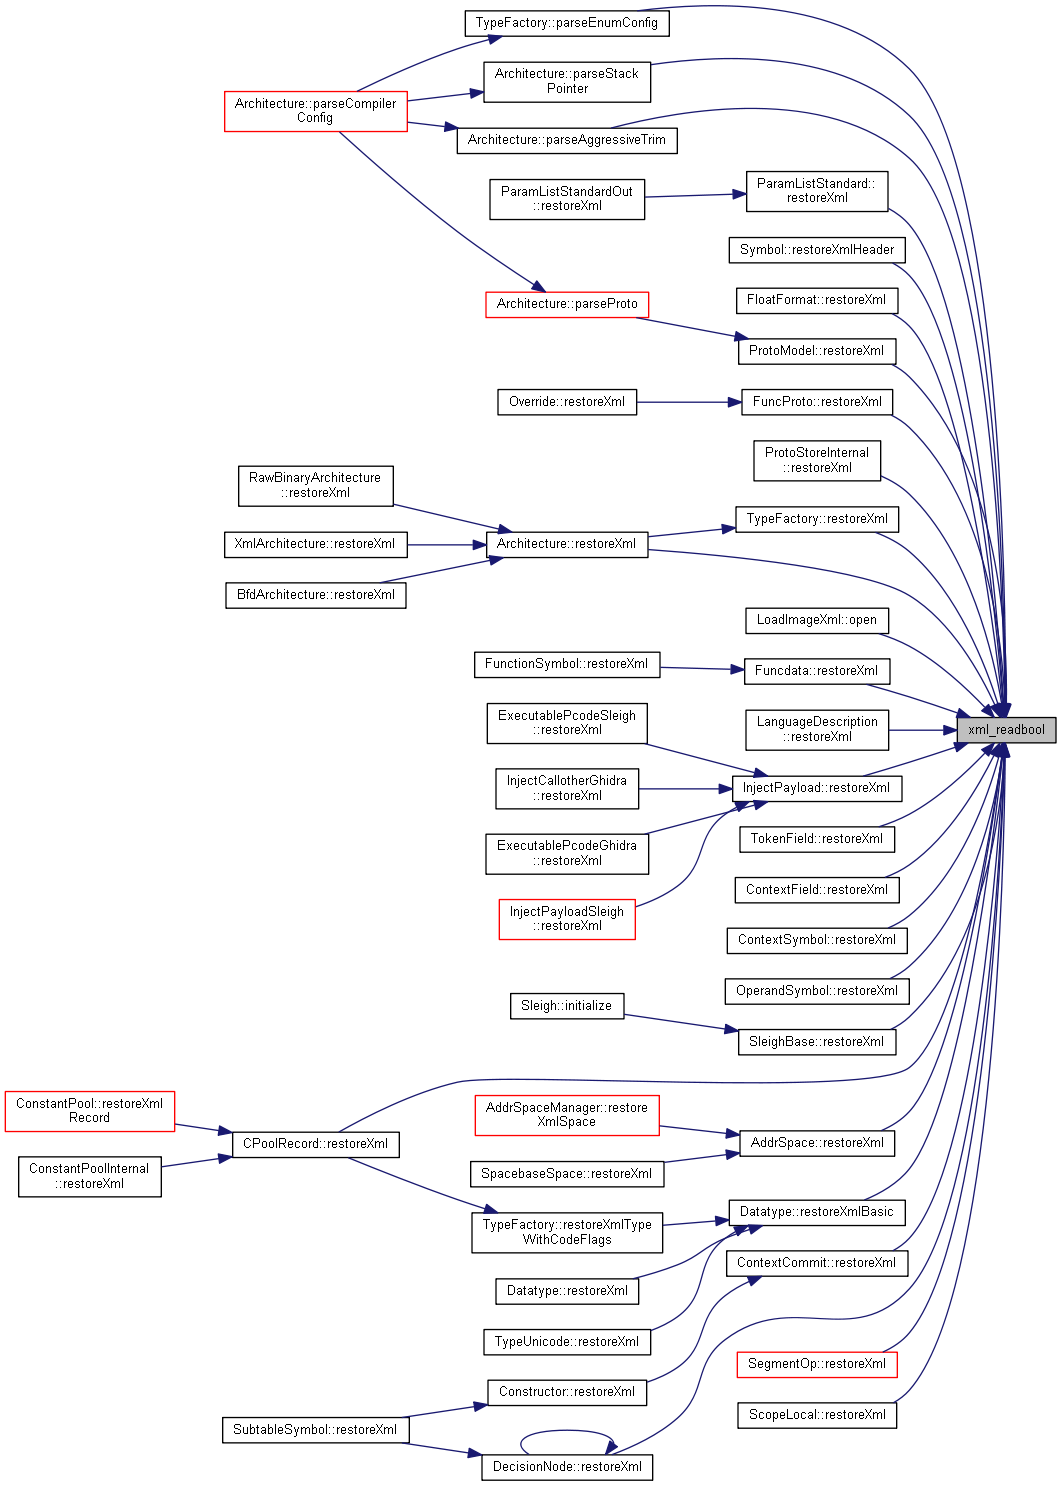 TypeFactory::parseEnumConfig
Architecture::parseStack
Pointer
Architecture::parseCompiler
Config
Architecture::parseAggressiveTrim
ParamListStandard::
restoreXml
ParamListStandardOut
::restoreXml
Symbol::restoreXmlHeader
FloatFormat::restoreXml
Architecture::parseProto
ProtoModel::restoreXml
Override::restoreXml
FuncProto::restoreXml
ProtoStoreInternal
::restoreXml
RawBinaryArchitecture
::restoreXml
TypeFactory::restoreXml
XmlArchitecture::restoreXml
Architecture::restoreXml
BfdArchitecture::restoreXml
LoadImageXml::open
FunctionSymbol::restoreXml
Funcdata::restoreXml
ExecutablePcodeSleigh
::restoreXml
LanguageDescription
::restoreXml
xml_readbool
InjectCallotherGhidra
::restoreXml
InjectPayload::restoreXml
ExecutablePcodeGhidra
::restoreXml
TokenField::restoreXml
ContextField::restoreXml
InjectPayloadSleigh
::restoreXml
ContextSymbol::restoreXml
OperandSymbol::restoreXml
Sleigh::initialize
SleighBase::restoreXml
ConstantPool::restoreXml
Record
AddrSpaceManager::restore
XmlSpace
CPoolRecord::restoreXml
AddrSpace::restoreXml
ConstantPoolInternal
::restoreXml
SpacebaseSpace::restoreXml
Datatype::restoreXmlBasic
TypeFactory::restoreXmlType
WithCodeFlags
ContextCommit::restoreXml
Datatype::restoreXml
TypeUnicode::restoreXml
SegmentOp::restoreXml
Constructor::restoreXml
ScopeLocal::restoreXml
SubtableSymbol::restoreXml
DecisionNode::restoreXml